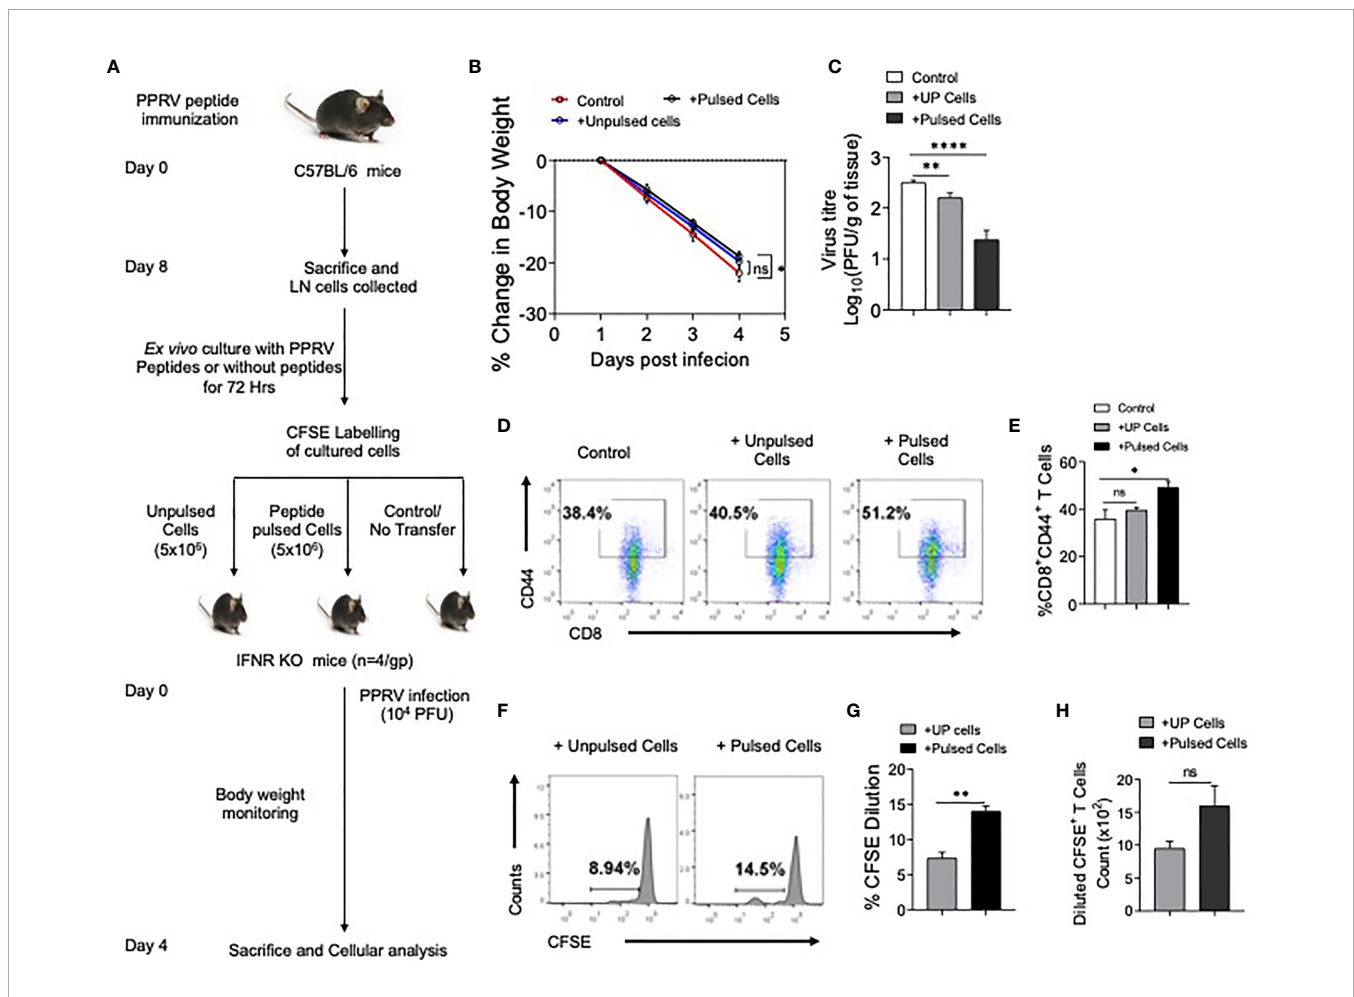 A
PPRV peptide
immunization
Day 0
C57BL/6 mice
Day 8
Sacrifice and
LN cells collected
Ex vivo culture with PPRV
Peptides or without peptides
for 72 Hrs
CFSE Labelling
of cultured cells
Unpulsed
Cells
(5x10⁶)
Peptide
pulsed Cells
(5x10⁶)
Control/
No Transfer
IFNR KO mice (n=4/gp)
Day 0
PPRV infection
(10⁴ PFU)
Body weight
monitoring
Day 4
Sacrifice and Cellular analysis
B
Control
+Pulsed Cells
+Unpulsed cells
% Change in Body Weight
0
-10
-20
-30
ns
*
0 1 2 3 4 5
Days post infecion
C
Control
+UP Cells
+Pulsed Cells
****
**
Virus titre
Log₁₀(PFU/g of tissue)
3
2
1
0
D
Control
+ Unpulsed
Cells
+ Pulsed
Cells
38.4%
40.5%
51.2%
CD44
CD8
E
Control
+UP Cells
+Pulsed Cells
%CD8⁺CD44⁺ T Cells
60
40
20
0
*
ns
F
+ Unpulsed Cells
+ Pulsed Cells
8.94%
14.5%
Counts
CFSE
G
+UP cells
+Pulsed Cells
% CFSE Dilution
20
15
10
5
0
**
H
+UP Cells
+Pulsed Cells
Diluted CFSE⁺ T Cells
Count (x10²)
20
15
10
5
0
ns